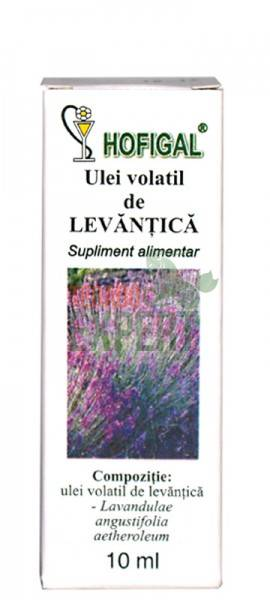 HOFIGAL®
Ulei volatil
de
LEVĂNȚICĂ
Supliment alimentar
Compoziție:
ulei volatil de levănțică
- Lavandulae
angustifolia
aetheroleum
10 ml